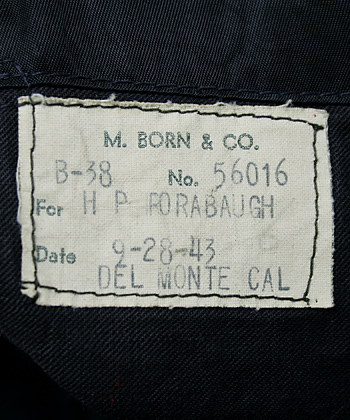 M. BORN & CO.
B-38 No. 56016
For H P FORABAUGH
Date 9-28-43
DEL MONTE CAL